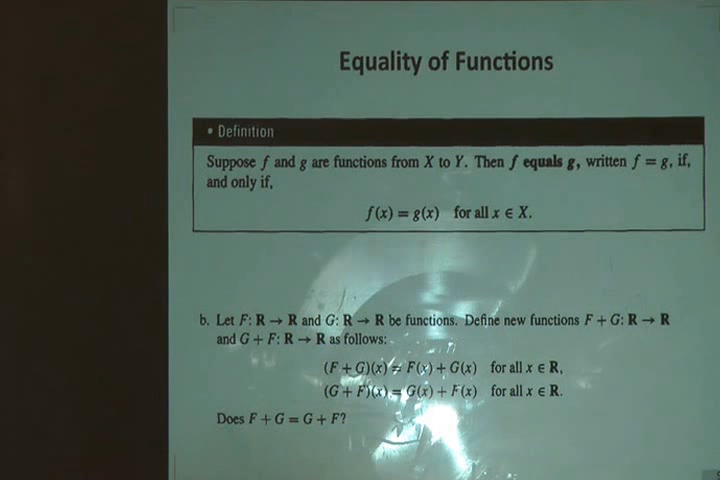 Equality of Functions
• Definition
Suppose f and g are functions from X to Y. Then f equals g, written f = g, if,
and only if,
f(x) = g(x) for all x ∈ X.
b. Let F: R → R and G: R → R be functions. Define new functions F + G: R → R
and G + F: R → R as follows:
(F + G)(x) = F(x) + G(x) for all x ∈ R,
(G + F)(x) = G(x) + F(x) for all x ∈ R.
Does F + G = G + F?